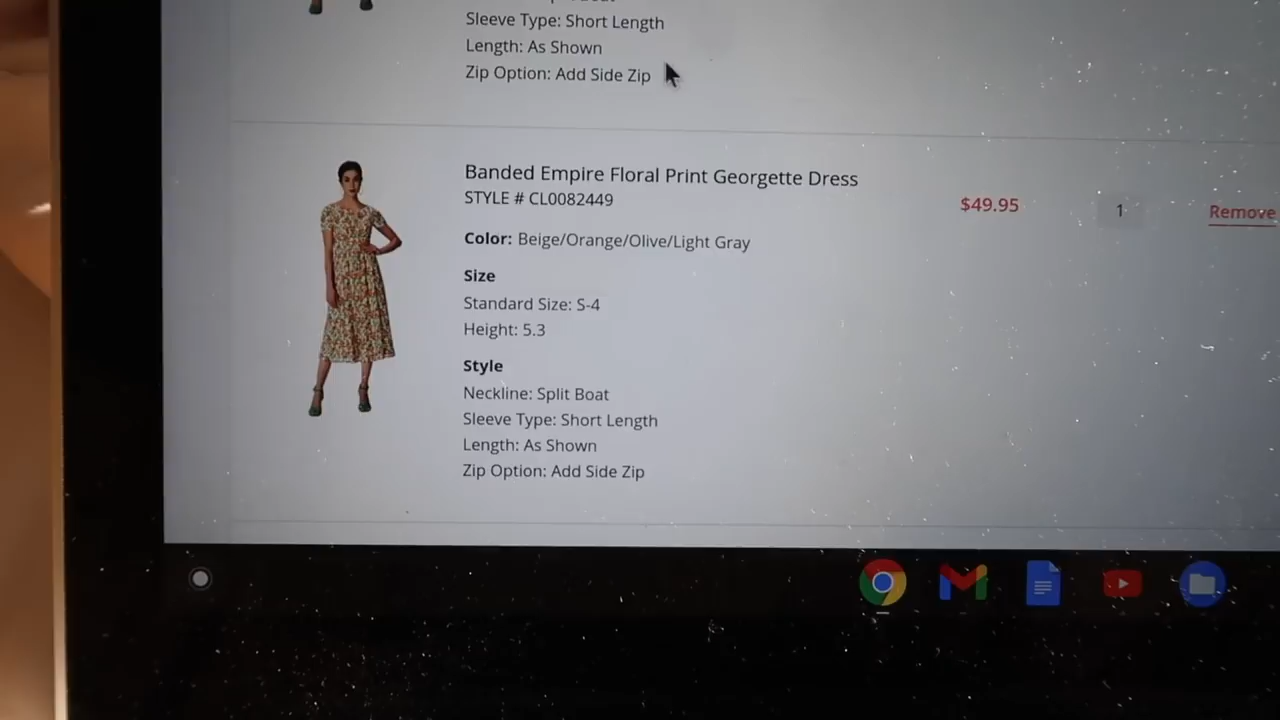 Sleeve Type: Short Length
Length: As Shown
Zip Option: Add Side Zip
Banded Empire Floral Print Georgette Dress
STYLE # CL0082449
$49.95
1
Remove
Color: Beige/Orange/Olive/Light Gray
Size
Standard Size: S-4
Height: 5.3
Style
Neckline: Split Boat
Sleeve Type: Short Length
Length: As Shown
Zip Option: Add Side Zip